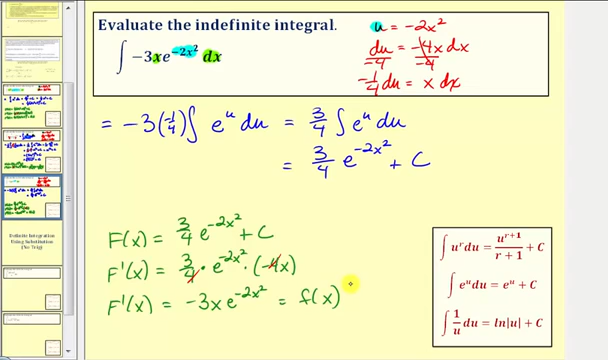 Evaluate the indefinite integral.
∫ −3xe^{−2x²} dx
u = −2x²
du/−4 = −4x dx/−4
−1/4 du = x dx
= −3(−1/4) ∫ e^u du = 3/4 ∫ e^u du
= 3/4 e^{−2x²} + C
F(x) = 3/4 e^{−2x²} + C
F'(x) = 3/4 · e^{−2x²} · (−4x)
F'(x) = −3x e^{−2x²} = f(x)
∫ u^r du = u^{r+1}/(r + 1) + C
∫ e^u du = e^u + C
∫ 1/u du = ln|u| + C
Indefinite Integration
Using Substitution
(No Trig)